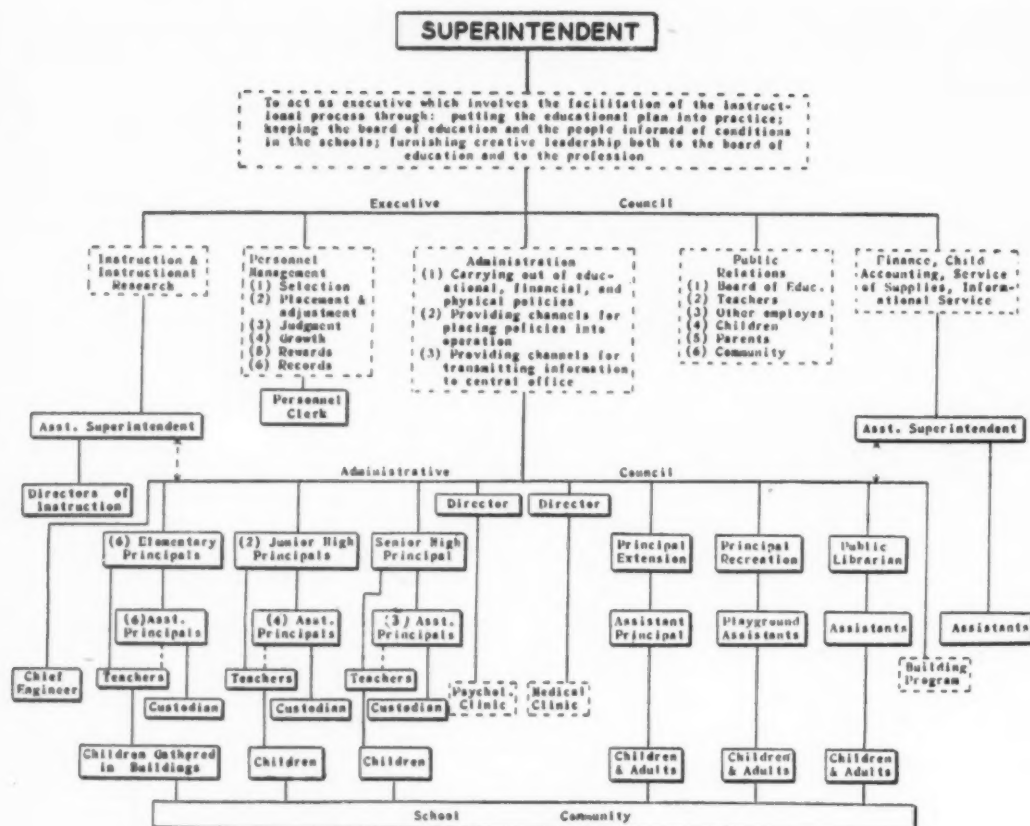 SUPERINTENDENT
To act as executive which involves the facilitation of the instruct-
ional process through: putting the educational plan into practice;
keeping the board of education and the people informed of conditions
in the schools; furnishing creative leadership both to the board of
education and to the profession
Executive Council
Instruction &
Instructional
Research
Personnel
Management
(1) Selection
(2) Placement &
adjustment
(3) Judgment
(4) Growth
(5) Rewards
(6) Records
Administration
(1) Carrying out of educ-
ational, financial, and
physical policies
(2) Providing channels for
placing policies into
operation
(3) Providing channels for
transmitting information
to central office
Public
Relations
(1) Board of Educ.
(2) Teachers
(3) Other employes
(4) Children
(5) Parents
(6) Community
Finance, Child
Accounting, Service
of Supplies, Inform-
ational Service
Personnel
Clerk
Asst. Superintendent
Asst. Superintendent
Administrative Council
Directors of
Instruction
Director
Director
(6) Elementary
Principals
(2) Junior High
Principals
Senior High
Principal
Principal
Extension
Principal
Recreation
Public
Librarian
(6)Asst.
Principals
(4) Asst.
Principals
(3) Asst.
Principals
Assistant
Principal
Playground
Assistants
Assistants
Assistants
Chief
Engineer
Teachers
Teachers
Teachers
Building
Program
Custodian
Custodian
Custodian
Psychol.
Clinic
Medical
Clinic
Children Gathered
in Buildings
Children
Children
Children
& Adults
Children
& Adults
Children
& Adults
School Community